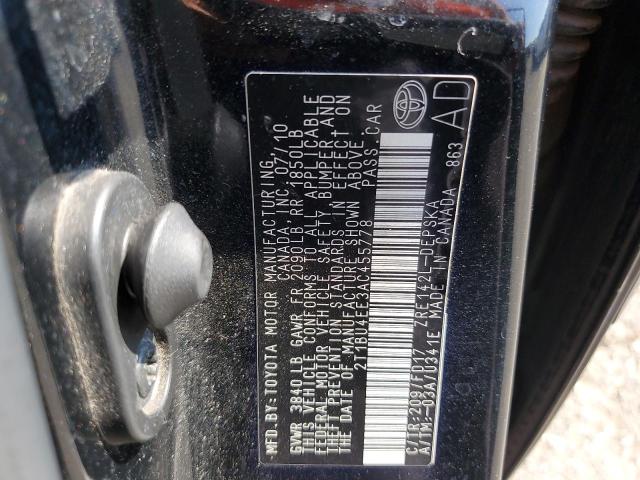 MFD.BY:TOYOTA MOTOR MANUFACTURING
CANADA, INC. 07/10
GVWR 3840LB GAWR FR 2090LB RR 1850LB
THIS VEHICLE CONFORMS TO ALL APPLICABLE
FEDERAL MOTOR VEHICLE SAFETY, BUMPER, AND
THEFT PREVENTION STANDARDS IN EFFECT ON
THE DATE OF MANUFACTURE SHOWN ABOVE.
2T1BU4EE3AC455778 PASS. CAR
C/TR:209/FD17 ZRE142L-DEPSKA
A/TM:-03A/U341E MADE IN CANADA 863
AD